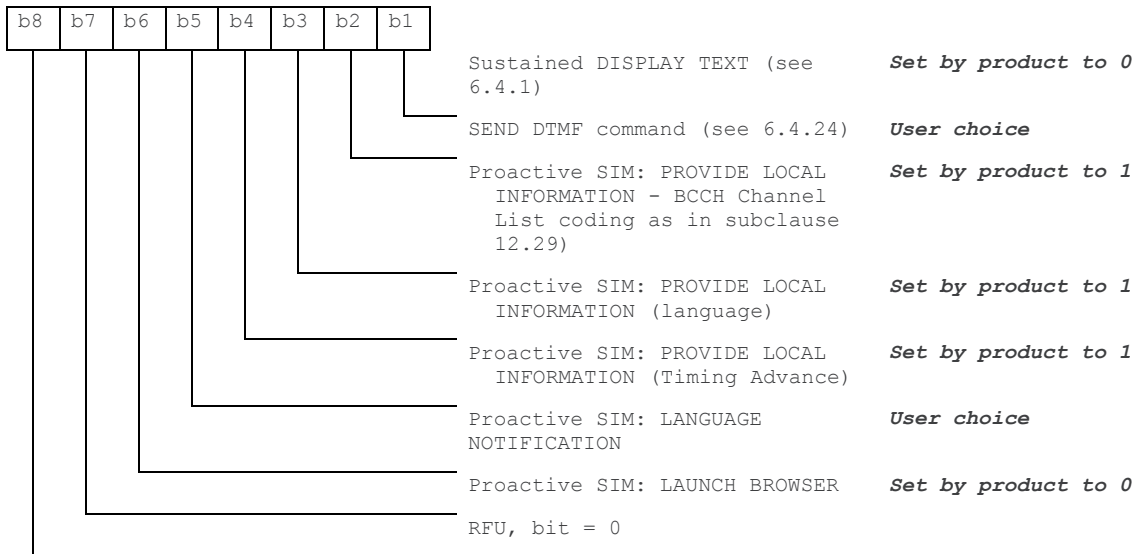 b8 b7 b6 b5 b4 b3 b2 b1
Sustained DISPLAY TEXT (see Set by product to 0
6.4.1)
SEND DTMF command (see 6.4.24) User choice
Proactive SIM: PROVIDE LOCAL Set by product to 1
INFORMATION - BCCH Channel
List coding as in subclause
12.29)
Proactive SIM: PROVIDE LOCAL Set by product to 1
INFORMATION (language)
Proactive SIM: PROVIDE LOCAL Set by product to 1
INFORMATION (Timing Advance)
Proactive SIM: LANGUAGE User choice
NOTIFICATION
Proactive SIM: LAUNCH BROWSER Set by product to 0
RFU, bit = 0